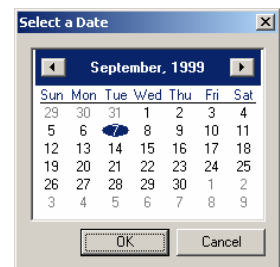 Select a Date
September, 1999
Sun Mon Tue Wed Thu Fri Sat
29 30 31 1 2 3 4
5 6 7 8 9 10 11
12 13 14 15 16 17 18
19 20 21 22 23 24 25
26 27 28 29 30 1 2
3 4 5 6 7 8 9
OK Cancel